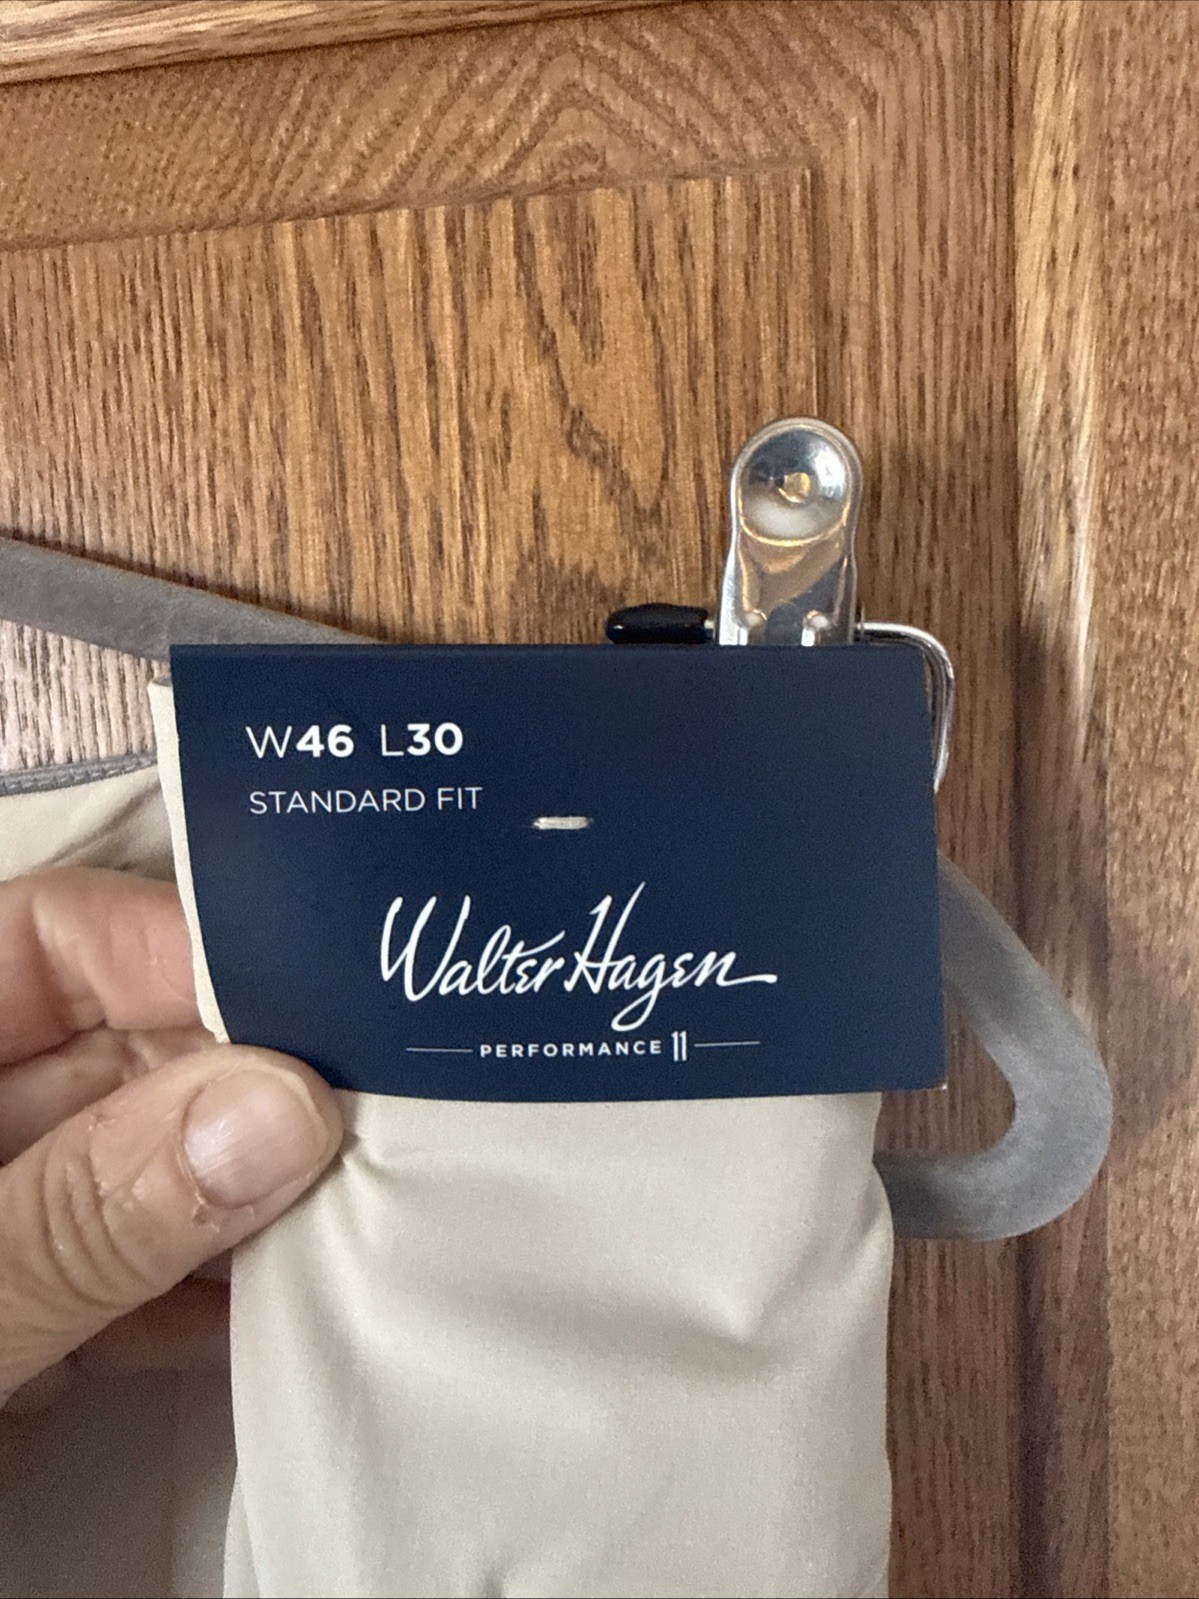 W46 L30
STANDARD FIT
Walter Hagen
PERFORMANCE 11